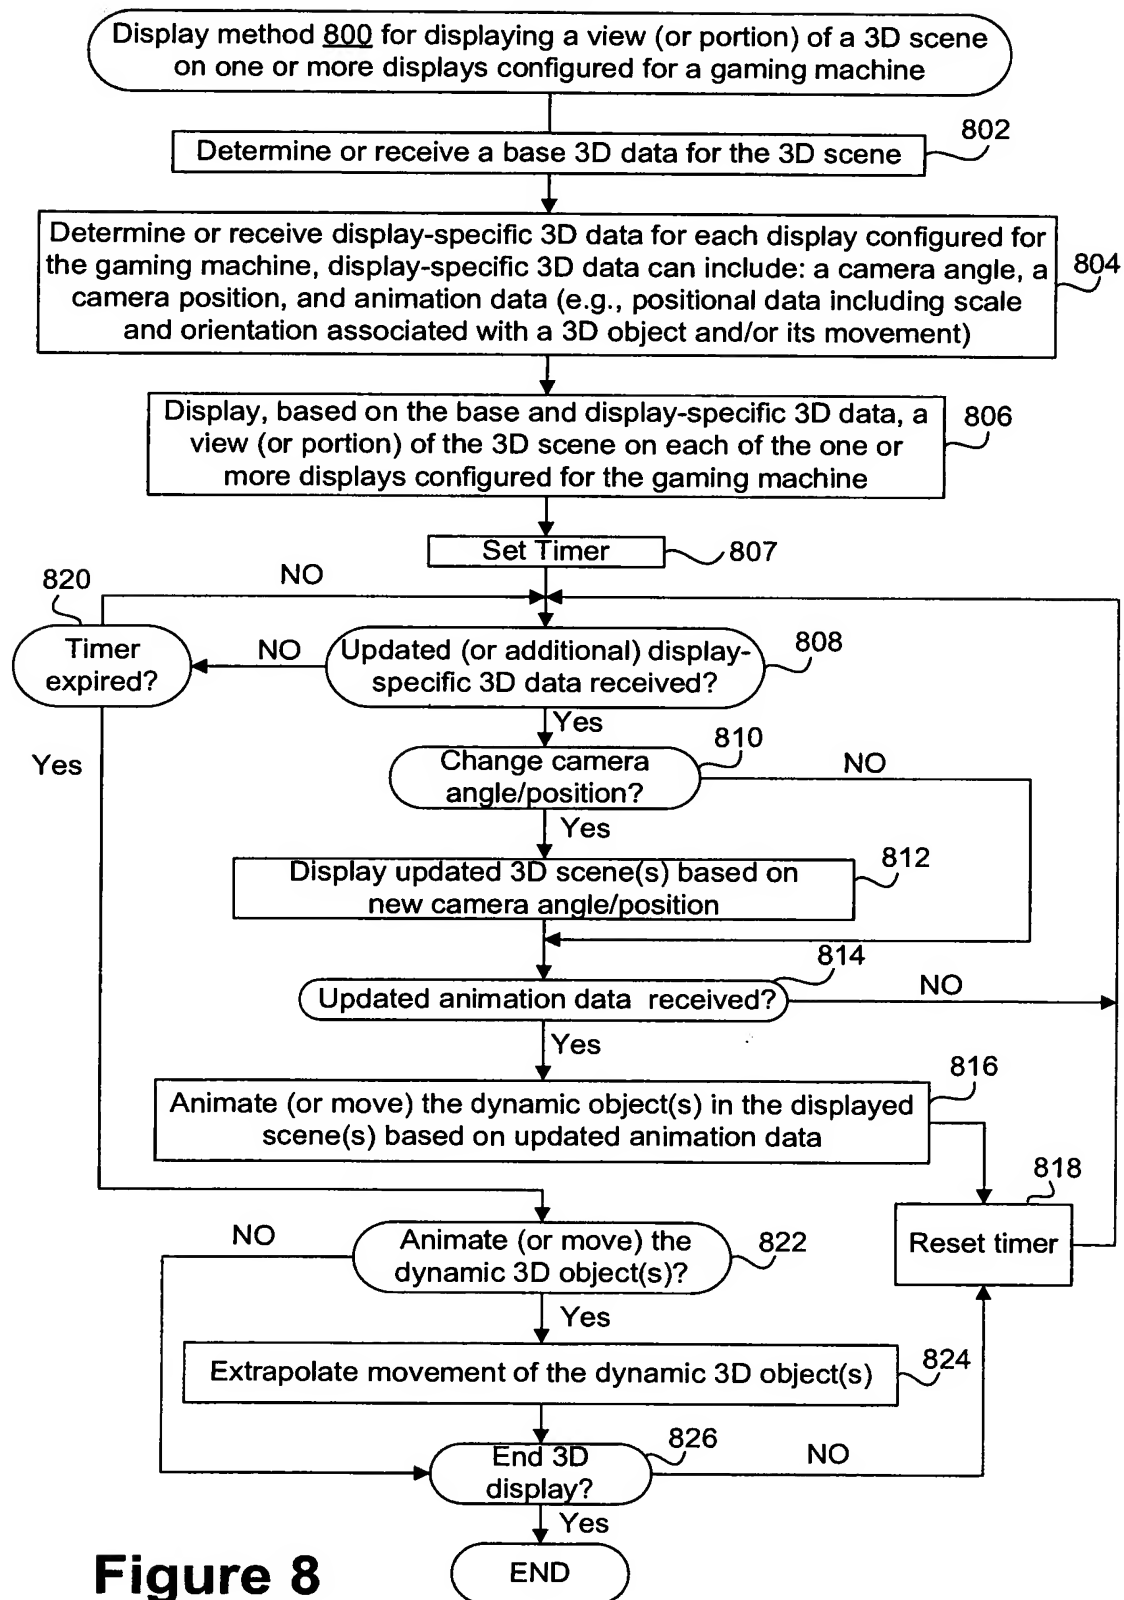 Display method 800 for displaying a view (or portion) of a 3D scene
on one or more displays configured for a gaming machine
802
Determine or receive a base 3D data for the 3D scene
Determine or receive display-specific 3D data for each display configured for
the gaming machine, display-specific 3D data can include: a camera angle, a
camera position, and animation data (e.g., positional data including scale
and orientation associated with a 3D object and/or its movement)
804
Display, based on the base and display-specific 3D data, a
view (or portion) of the 3D scene on each of the one or
more displays configured for the gaming machine
806
Set Timer
807
820
NO
Timer
expired?
NO
Updated (or additional) display-
specific 3D data received?
808
Yes
Yes
Change camera
angle/position?
810
NO
Yes
Display updated 3D scene(s) based on
new camera angle/position
812
814
Updated animation data received?
NO
Yes
816
Animate (or move) the dynamic object(s) in the displayed
scene(s) based on updated animation data
818
Reset timer
NO
Animate (or move) the
dynamic 3D object(s)?
822
Yes
Extrapolate movement of the dynamic 3D object(s)
824
826
End 3D
display?
NO
Yes
END
Figure 8